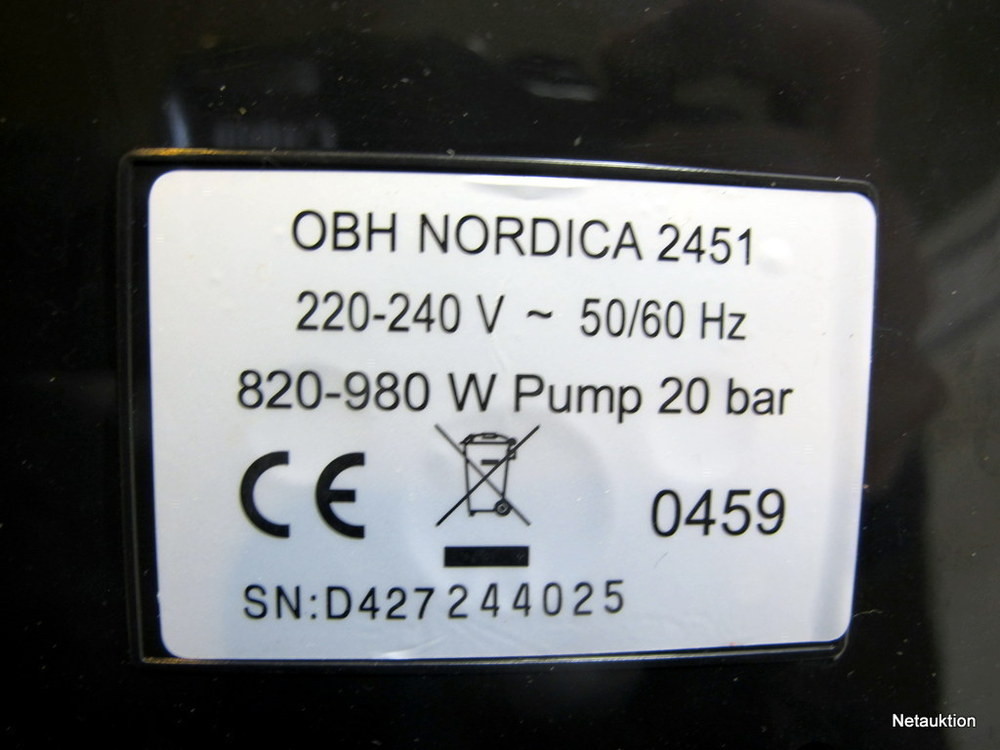 OBH NORDICA 2451
220-240 V ~ 50/60 Hz
820-980 W Pump 20 bar
CE 0459
SN:D427244025
Netauktion